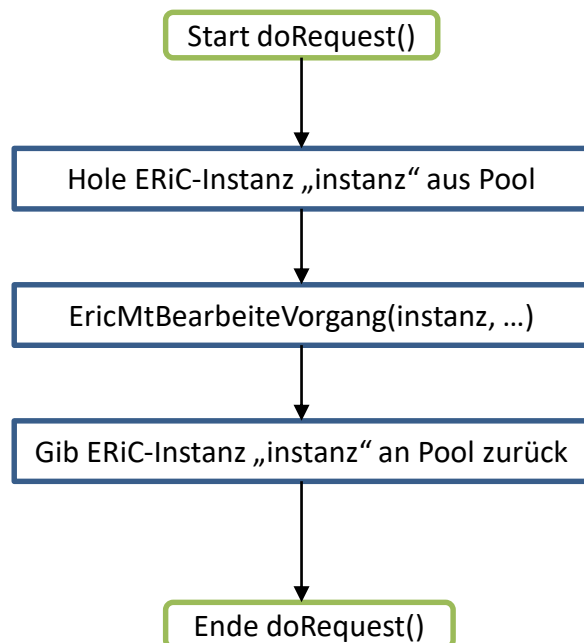 Start doRequest()
Hole ERiC-Instanz „instanz“ aus Pool
EricMtBearbeiteVorgang(instanz, …)
Gib ERiC-Instanz „instanz“ an Pool zurück
Ende doRequest()